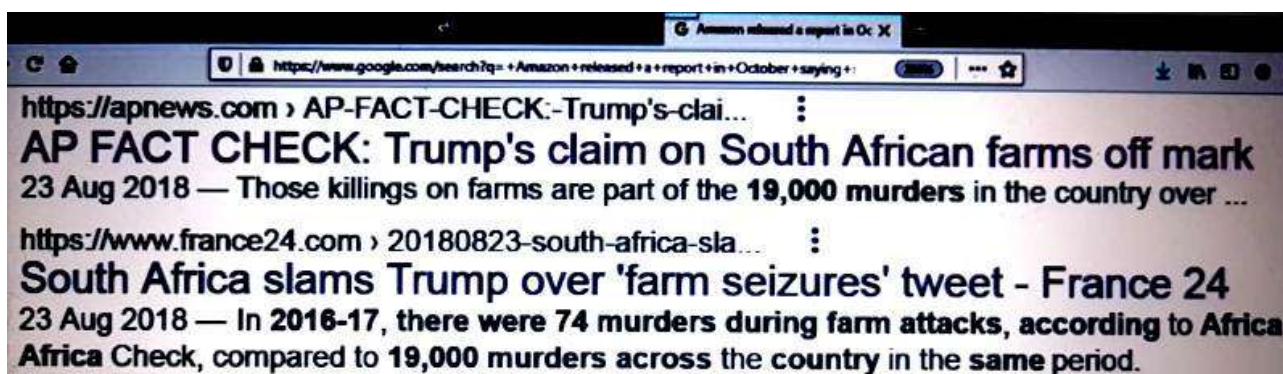 G Amazon released a report in Oc X
https://www.google.com/search?q= +Amazon+released+a+report+in+October+saying+:
https://apnews.com › AP-FACT-CHECK:-Trump's-clai...
AP FACT CHECK: Trump's claim on South African farms off mark
23 Aug 2018 — Those killings on farms are part of the 19,000 murders in the country over ...
https://www.france24.com › 20180823-south-africa-sla...
South Africa slams Trump over 'farm seizures' tweet - France 24
23 Aug 2018 — In 2016-17, there were 74 murders during farm attacks, according to Africa
Africa Check, compared to 19,000 murders across the country in the same period.